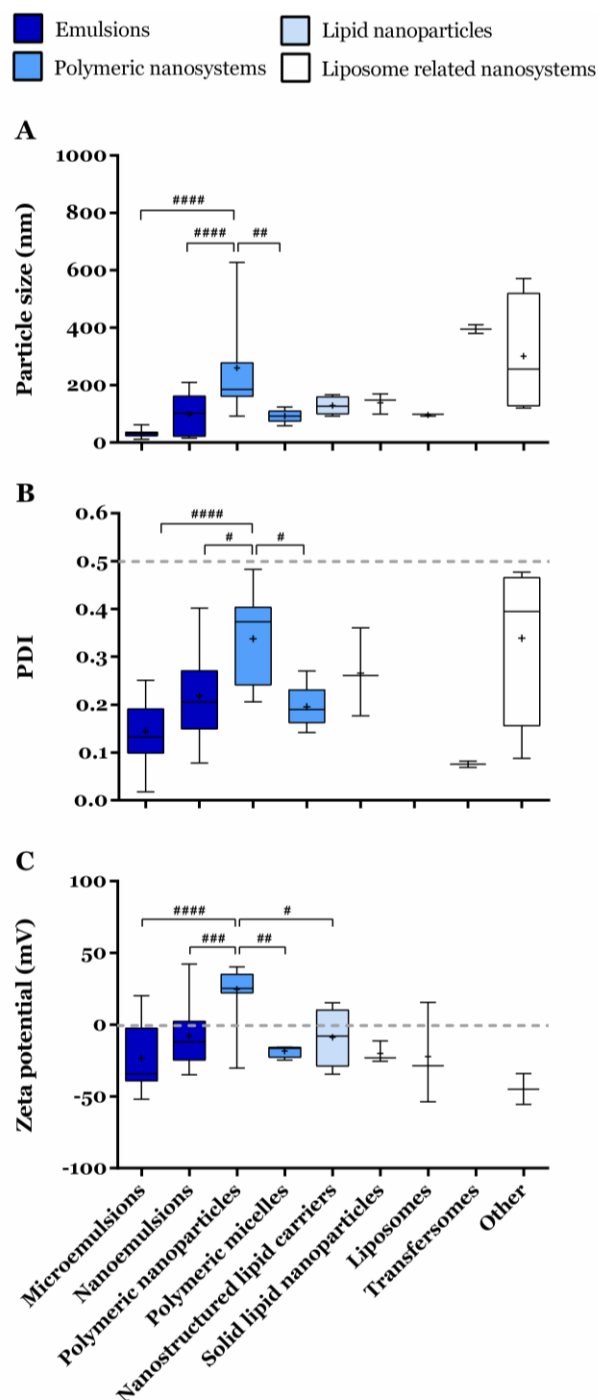 Emulsions
Lipid nanoparticles
Polymeric nanosystems
Liposome related nanosystems
A
Particle size (nm)
1000
800
600
400
200
0
####
####
##
B
PDI
0.6
0.5
0.4
0.3
0.2
0.1
0.0
####
#
#
C
Zeta potential (mV)
100
50
0
-50
-100
####
#
###
##
Microemulsions
Nanoemulsions
Polymeric nanoparticles
Polymeric micelles
Nanostructured lipid carriers
Solid lipid nanoparticles
Liposomes
Transfersomes
Other